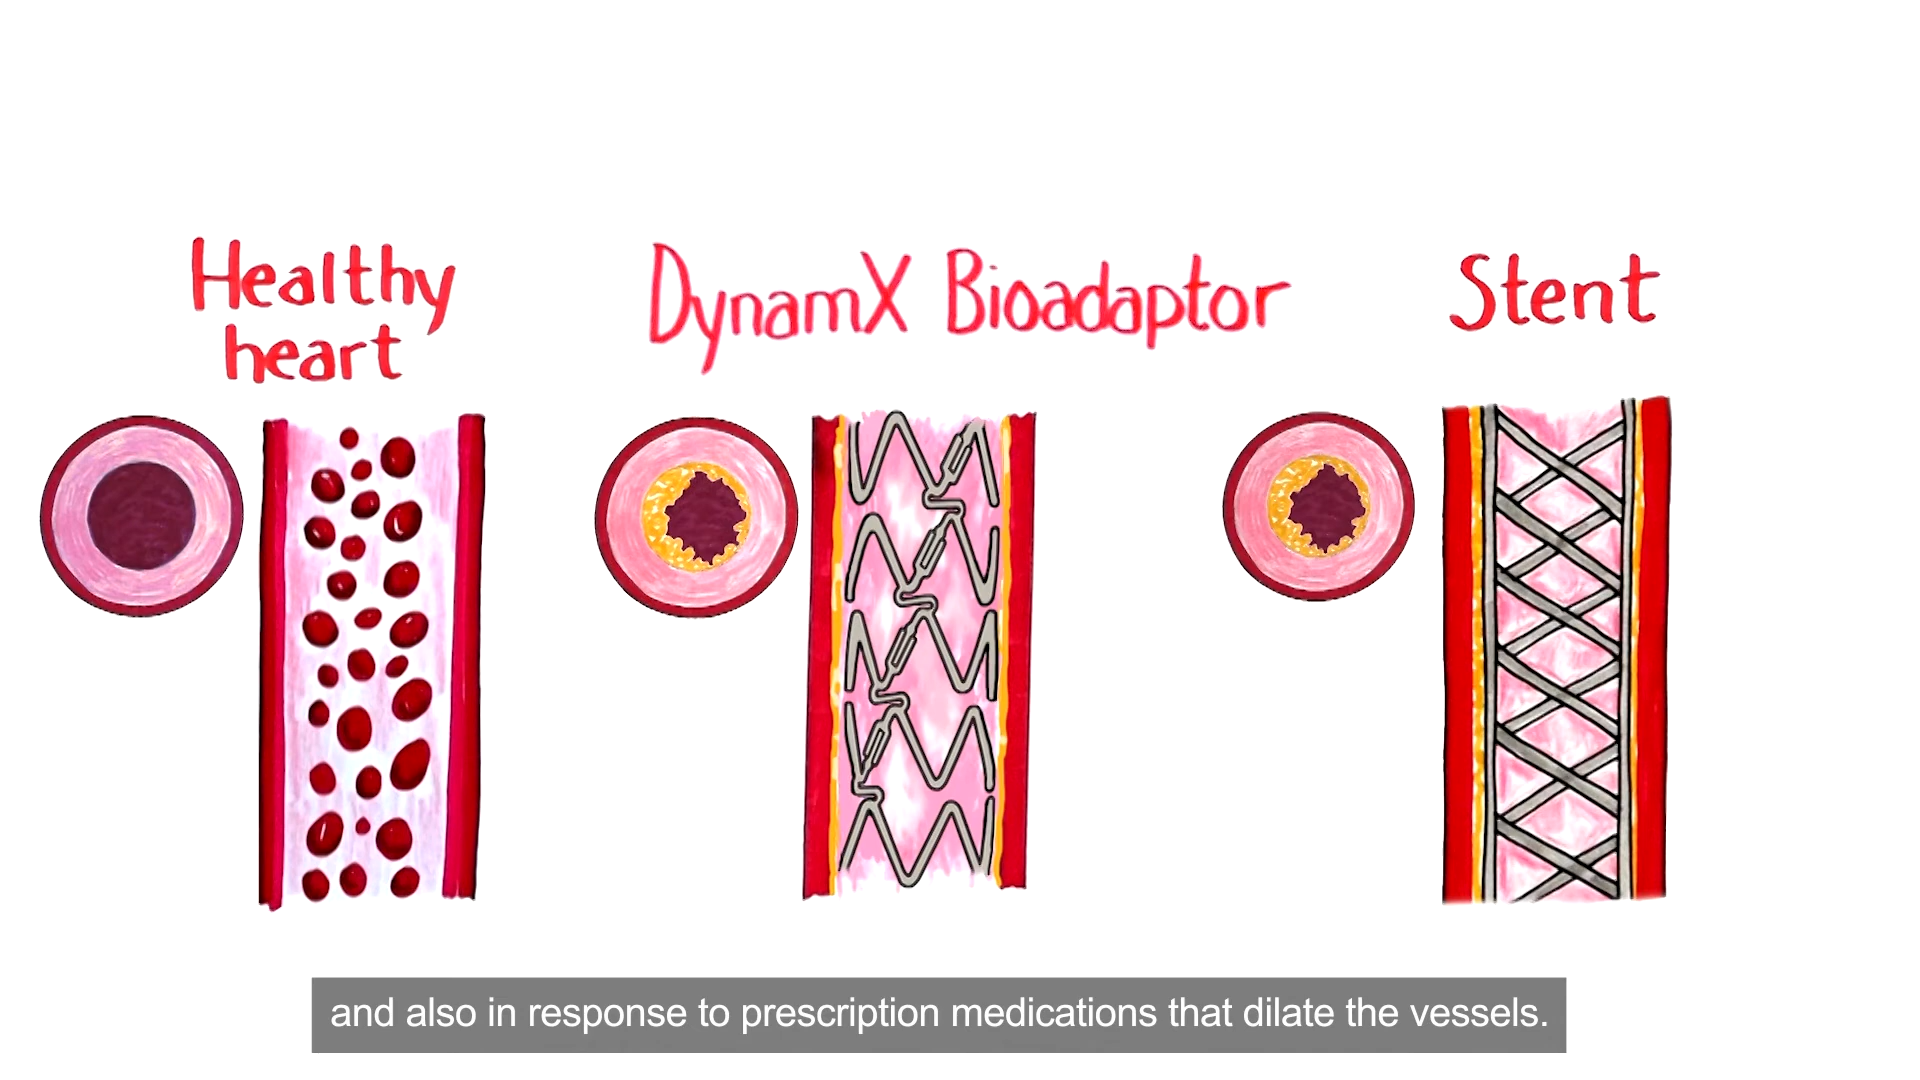 Healthy
heart
DynamX Bioadaptor
Stent
and also in response to prescription medications that dilate the vessels.